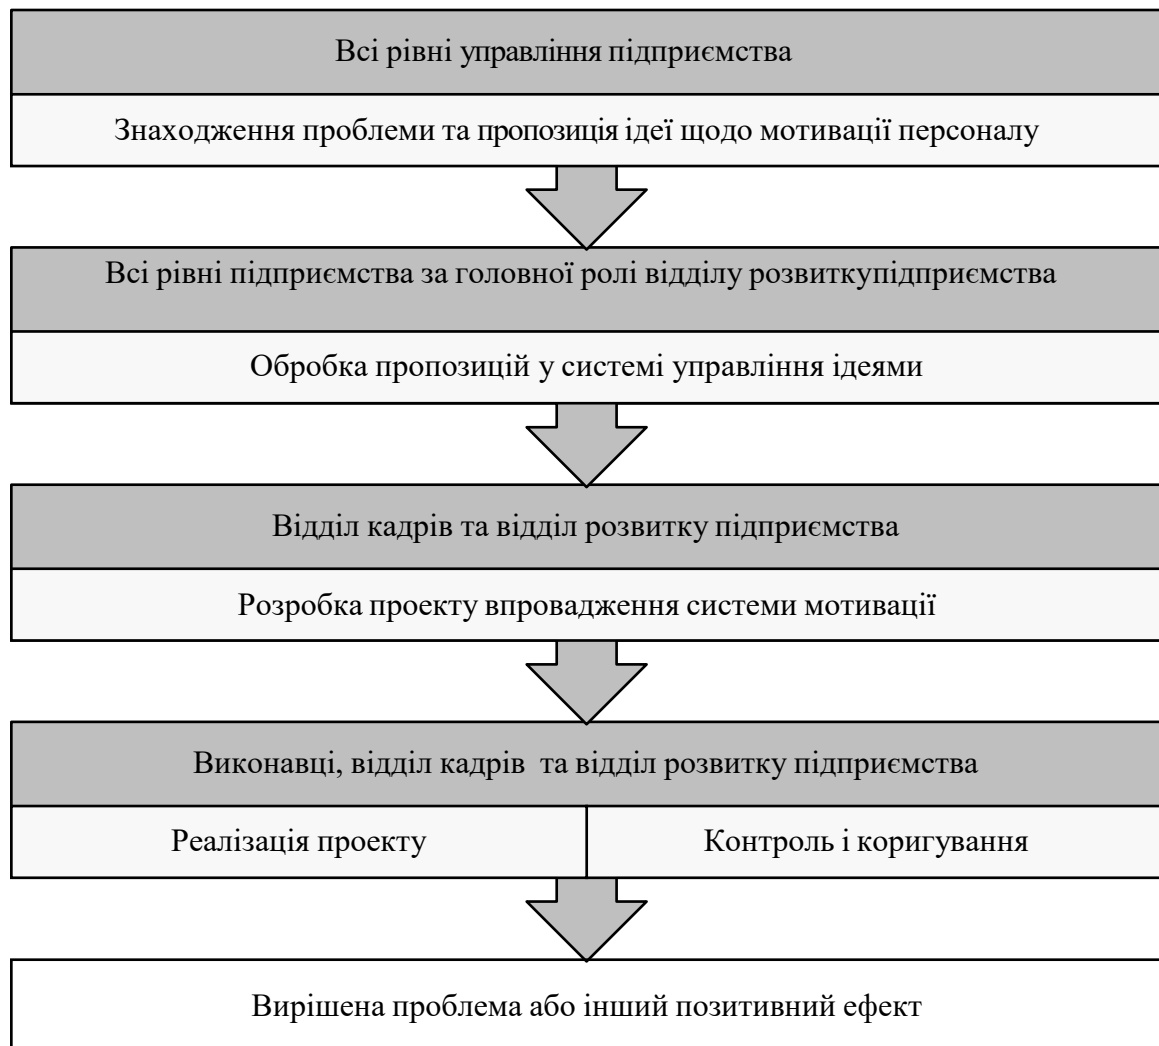 Всі рівні управління підприємства
Знаходження проблеми та пропозиція ідеї щодо мотивації персоналу
Всі рівні підприємства за головної ролі відділу розвиткупідприємства
Обробка пропозицій у системі управління ідеями
Відділ кадрів та відділ розвитку підприємства
Розробка проекту впровадження системи мотивації
Виконавці, відділ кадрів та відділ розвитку підприємства
Реалізація проекту
Контроль і коригування
Вирішена проблема або інший позитивний ефект